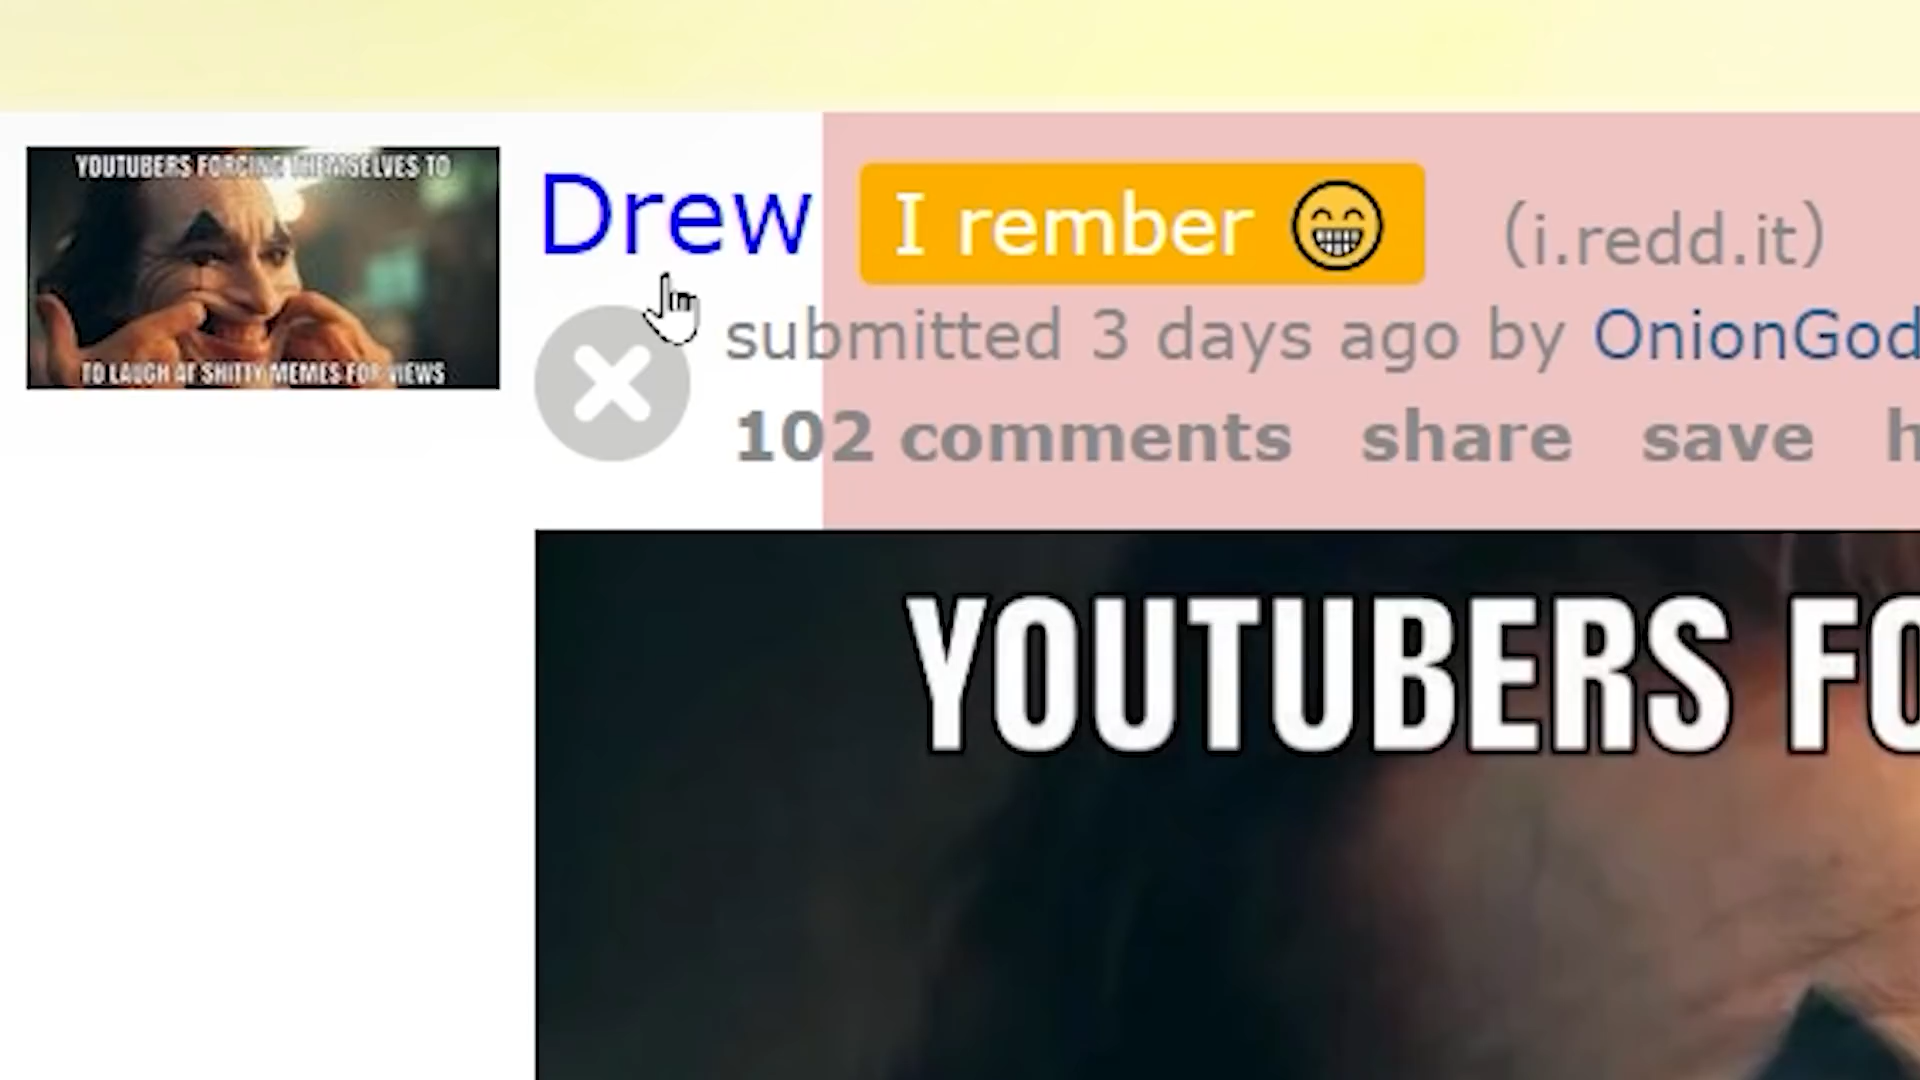 YOUTUBERS FORCING THEMSELVES TO
TO LAUGH AT SHITTY MEMES FOR VIEWS
Drew I rember 😁 (i.redd.it)
submitted 3 days ago by OnionGod
102 comments share save h
YOUTUBERS FO